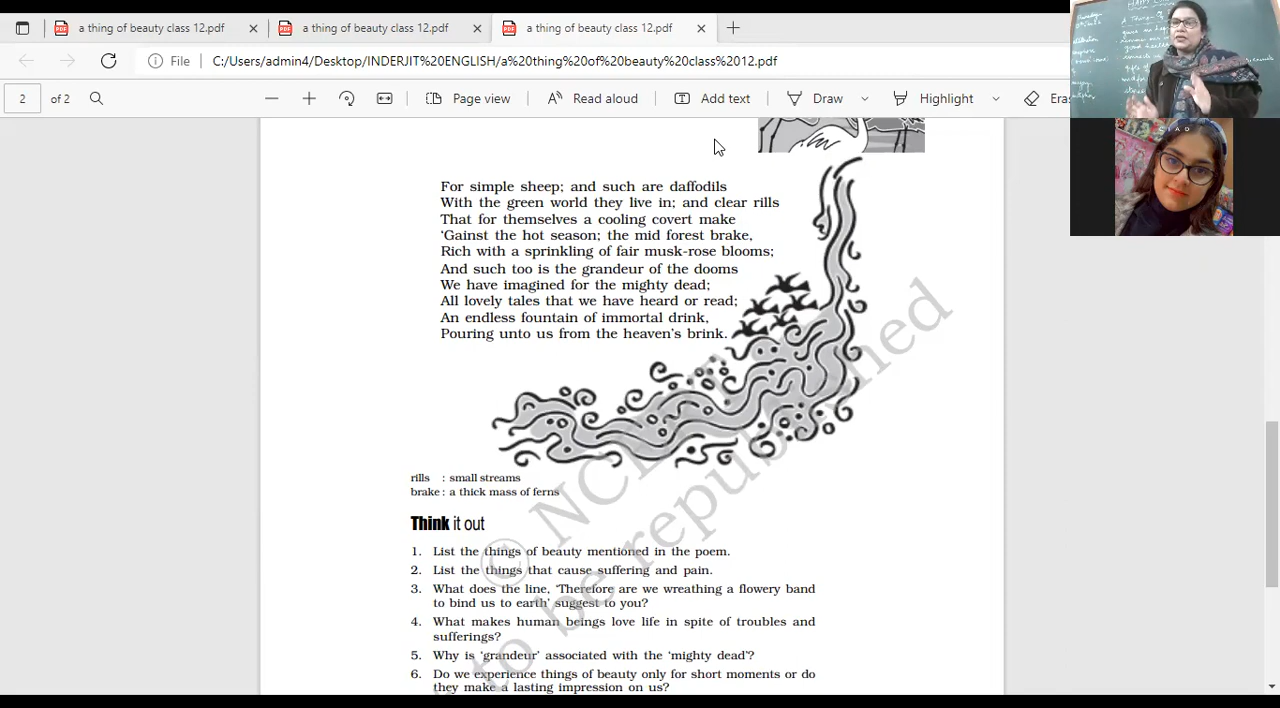 a thing of beauty class 12.pdf
a thing of beauty class 12.pdf
a thing of beauty class 12.pdf
File
C:/Users/admin4/Desktop/INDERJIT%20ENGLISH/a%20thing%20of%20beauty%20class%2012.pdf
2 of 2
Page view
Read aloud
Add text
Draw
Highlight
Eras
CIAO
For simple sheep; and such are daffodils
With the green world they live in; and clear rills
That for themselves a cooling covert make
‘Gainst the hot season; the mid forest brake,
Rich with a sprinkling of fair musk-rose blooms;
And such too is the grandeur of the dooms
We have imagined for the mighty dead;
All lovely tales that we have heard or read;
An endless fountain of immortal drink,
Pouring unto us from the heaven’s brink.
rills : small streams
brake : a thick mass of ferns
Think it out
1. List the things of beauty mentioned in the poem.
2. List the things that cause suffering and pain.
3. What does the line, ‘Therefore are we wreathing a flowery band
to bind us to earth’ suggest to you?
4. What makes human beings love life in spite of troubles and
sufferings?
5. Why is ‘grandeur’ associated with the ‘mighty dead’?
6. Do we experience things of beauty only for short moments or do
they make a lasting impression on us?
© NCERT
to be republished